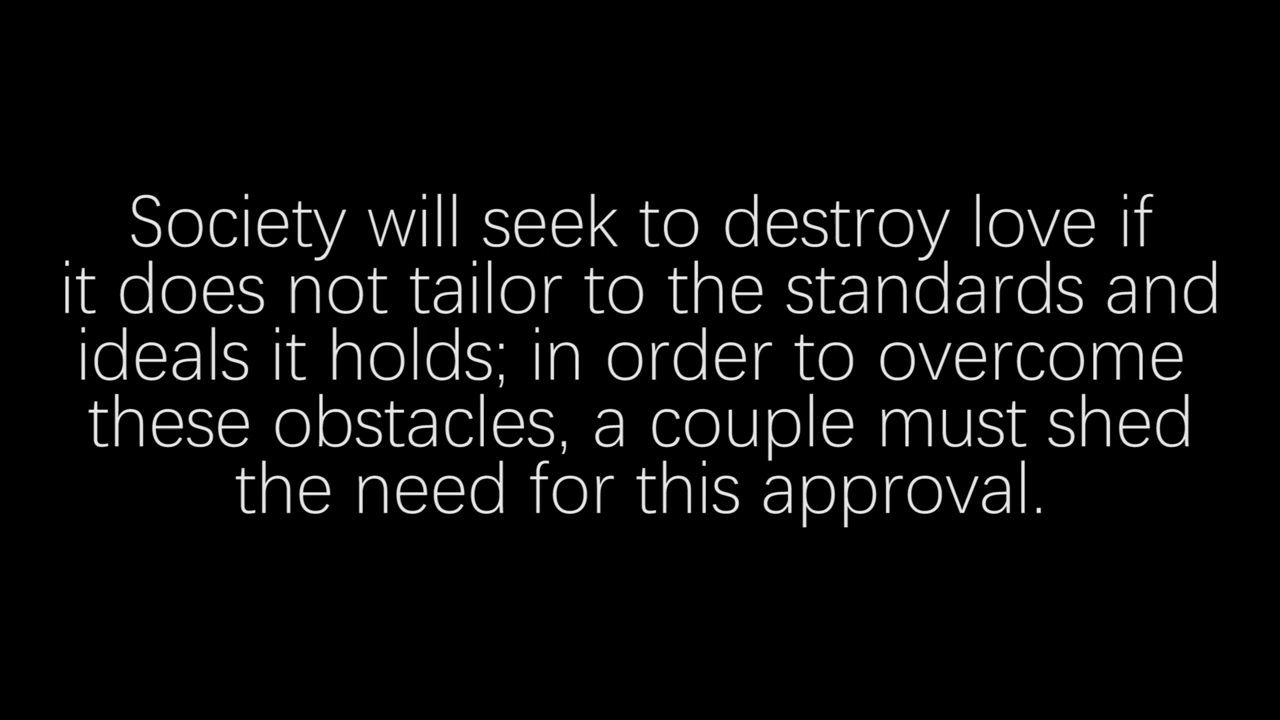 Society will seek to destroy love if
it does not tailor to the standards and
ideals it holds; in order to overcome
these obstacles, a couple must shed
the need for this approval.